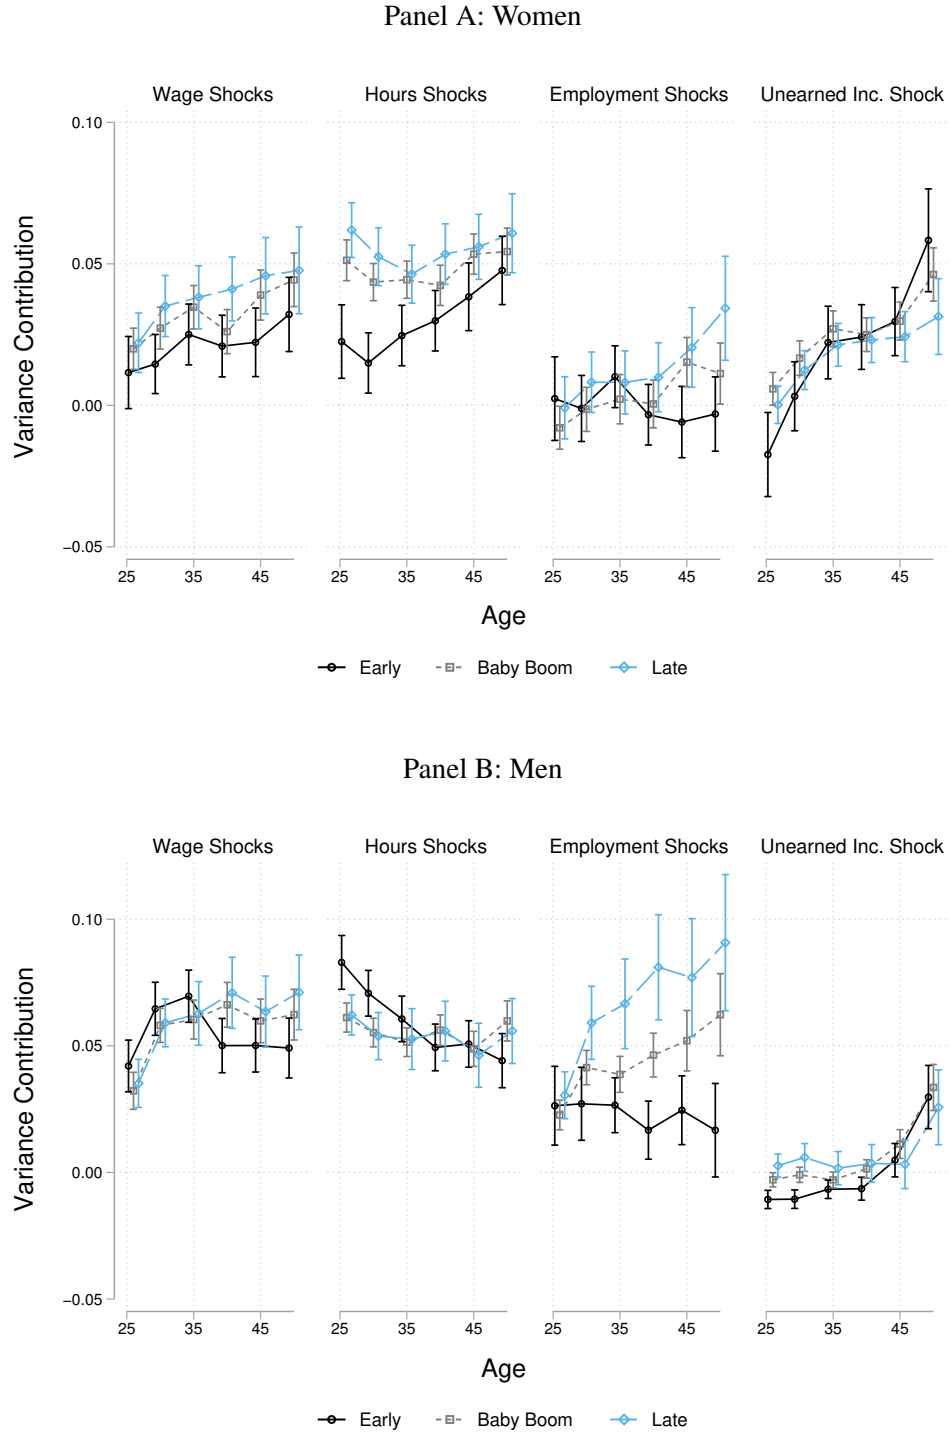 Panel A: Women
Wage Shocks Hours Shocks Employment Shocks Unearned Inc. Shock
Variance Contribution
0.10
0.05
0.00
−0.05
25 35 45 25 35 45 25 35 45 25 35 45
Age
Early Baby Boom Late
Panel B: Men
Wage Shocks Hours Shocks Employment Shocks Unearned Inc. Shock
Variance Contribution
0.10
0.05
0.00
−0.05
25 35 45 25 35 45 25 35 45 25 35 45
Age
Early Baby Boom Late